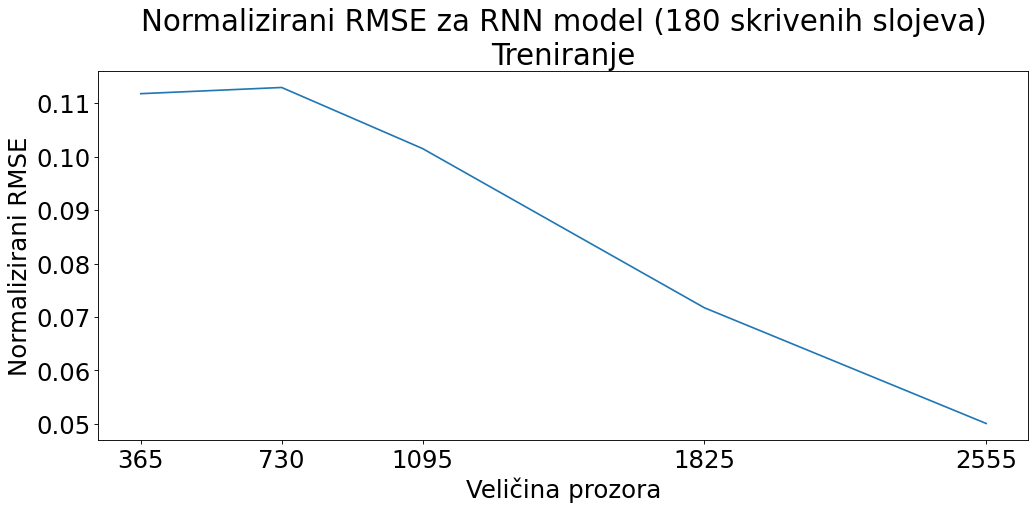 Normalizirani RMSE za RNN model (180 skrivenih slojeva)
Treniranje
Normalizirani RMSE
0.11
0.10
0.09
0.08
0.07
0.06
0.05
365 730 1095 1825 2555
Veličina prozora